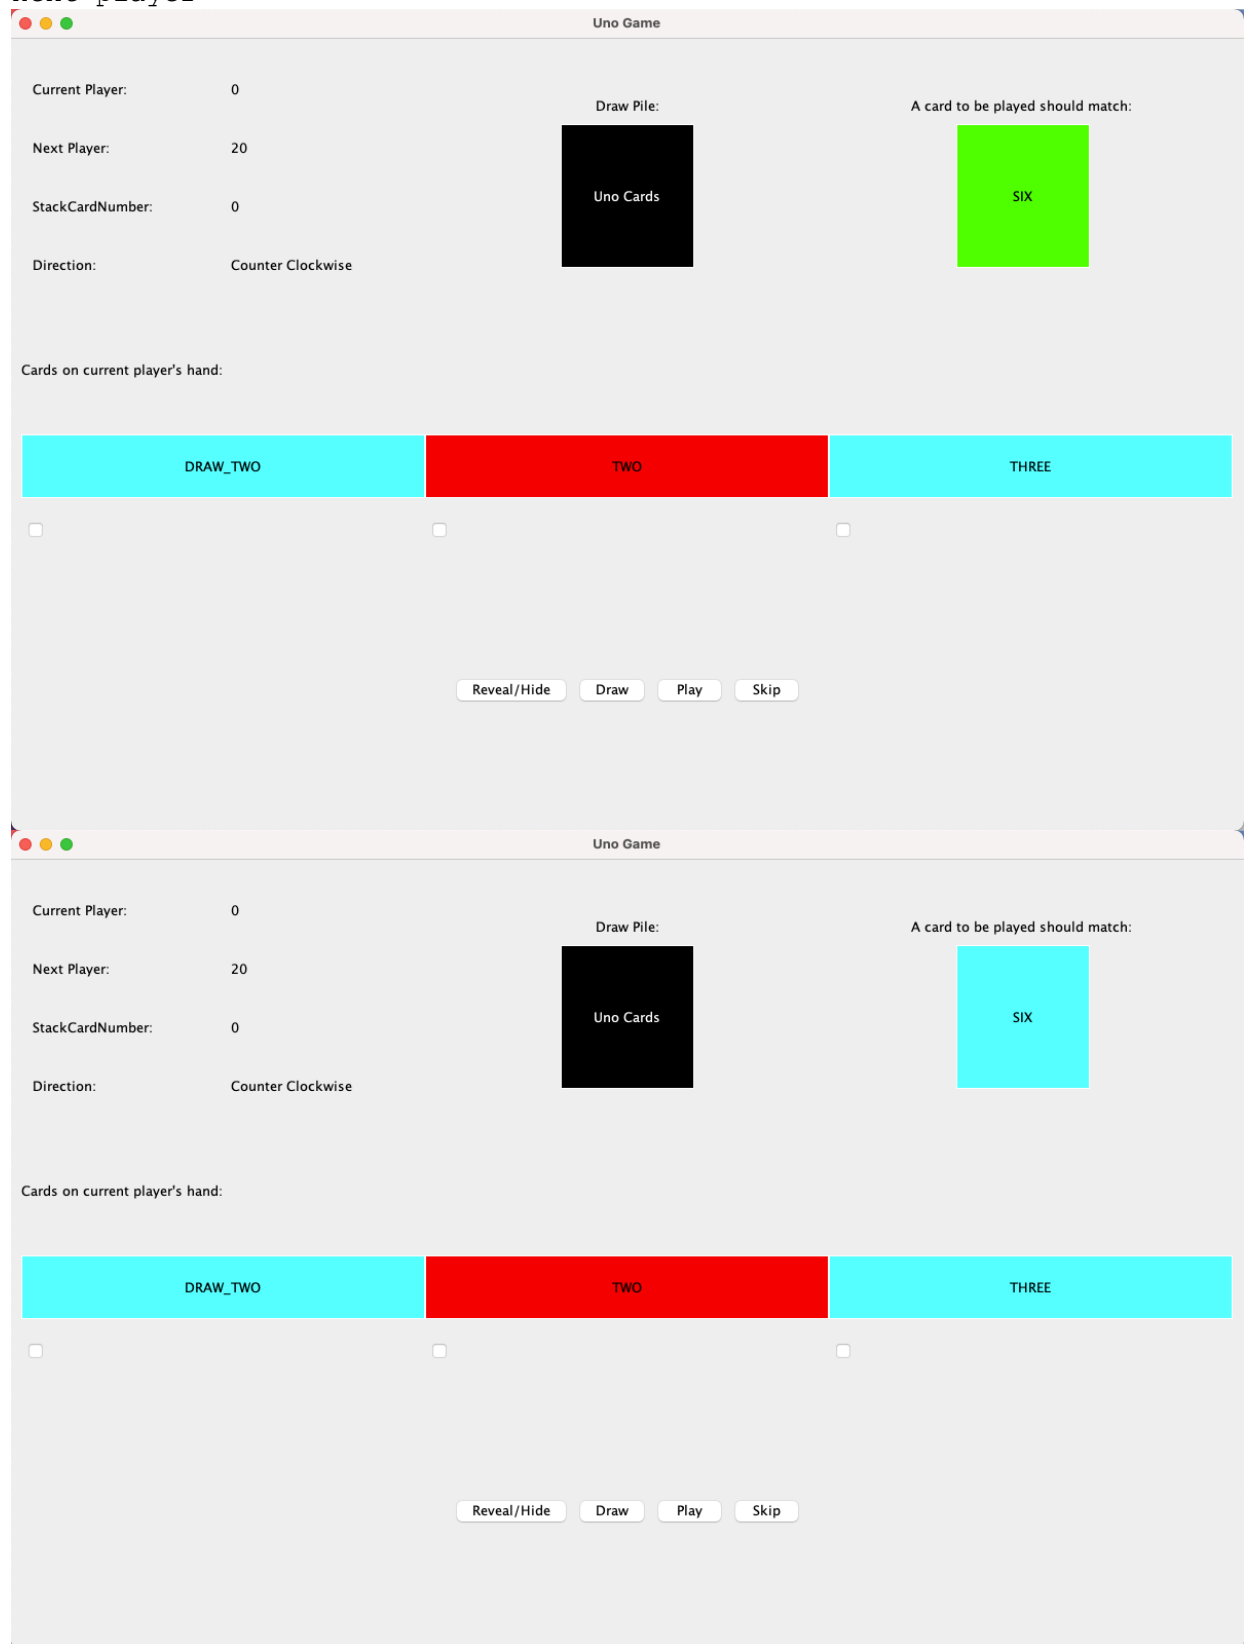 Uno Game
Current Player: 0
Draw Pile: A card to be played should match:
Next Player: 20
Uno Cards SIX
StackCardNumber: 0
Direction: Counter Clockwise
Cards on current player's hand:
DRAW_TWO TWO THREE
Reveal/Hide Draw Play Skip
Uno Game
Current Player: 0
Draw Pile: A card to be played should match:
Next Player: 20
Uno Cards SIX
StackCardNumber: 0
Direction: Counter Clockwise
Cards on current player's hand:
DRAW_TWO TWO THREE
Reveal/Hide Draw Play Skip